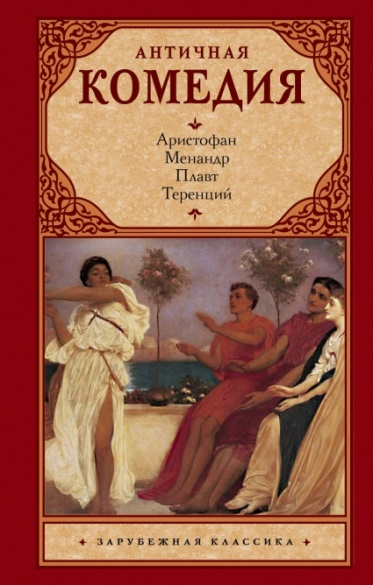 АНТИЧНАЯ
КОМЕДИЯ
Аристофан
Менандр
Плавт
Теренций
ЗАРУБЕЖНАЯ КЛАССИКА